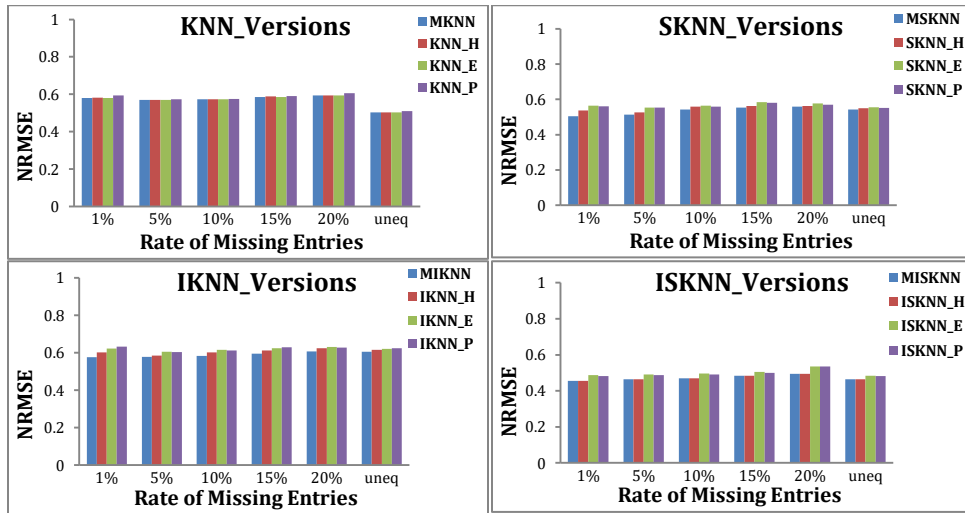 KNN_Versions
MKNN
KNN_H
KNN_E
KNN_P
NRMSE
1
0.8
0.6
0.4
0.2
0
1% 5% 10% 15% 20% uneq
Rate of Missing Entries
SKNN_Versions
MSKNN
SKNN_H
SKNN_E
SKNN_P
NRMSE
1
0.8
0.6
0.4
0.2
0
1% 5% 10% 15% 20% uneq
Rate of Missing Entries
IKNN_Versions
MIKNN
IKNN_H
IKNN_E
IKNN_P
NRMSE
1
0.8
0.6
0.4
0.2
0
1% 5% 10% 15% 20% uneq
Rate of Missing Entries
ISKNN_Versions
MISKNN
ISKNN_H
ISKNN_E
ISKNN_P
NRMSE
1
0.8
0.6
0.4
0.2
0
1% 5% 10% 15% 20% uneq
Rate of Missing Entries